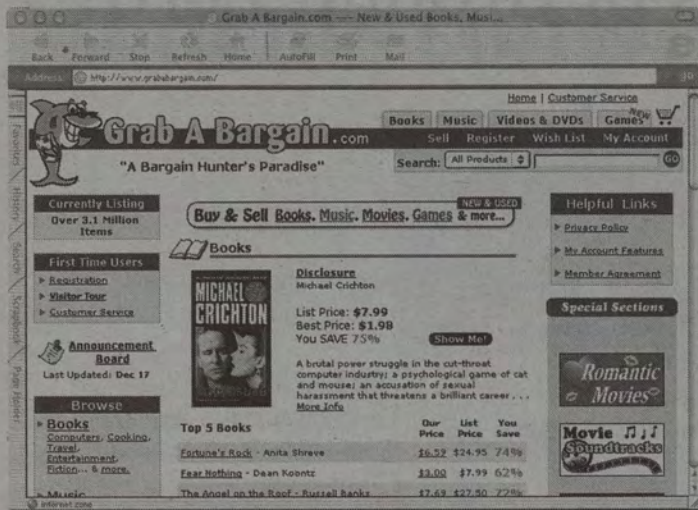 Grab A Bargain.com --- New & Used Books, Musi...
Back Forward Stop Refresh Home AutoFill Print Mail
Address: http://www.grababargain.com/
Favorites
History
Search
Scrapbook
Page Holder
Home | Customer Service
Books Music Videos & DVDs Games NEW
Grab A Bargain.com
Sell Register Wish List My Account
"A Bargain Hunter's Paradise"
Search: All Products GO
Currently Listing
Over 3.1 Million
Items
First Time Users
Registration
Visitor Tour
Customer Service
Announcement
Board
Last Updated: Dec 17
Browse
Books
Computers, Cooking,
Travel,
Entertainment,
Fiction... & more.
Music
NEW & USED
Buy & Sell Books, Music, Movies, Games & more...
Books
MICHAEL
CRICHTON
Disclosure
Michael Crichton
List Price: $7.99
Best Price: $1.98
You SAVE 75%
Show Me!
A brutal power struggle in the cut-throat
computer industry; a psychological game of cat
and mouse; an accusation of sexual
harassment that threatens a brilliant career . . .
More Info
Top 5 Books Our Price List Price You Save
Fortune's Rock - Anita Shreve $6.59 $24.95 74%
Fear Nothing - Dean Koontz $3.00 $7.99 62%
The Angel on the Roof - Russell Banks $7.69 $27.50 72%
Helpful Links
Privacy Policy
My Account Features
Member Agreement
Special Sections
Romantic
Movies
Movie
Soundtracks
Internet zone